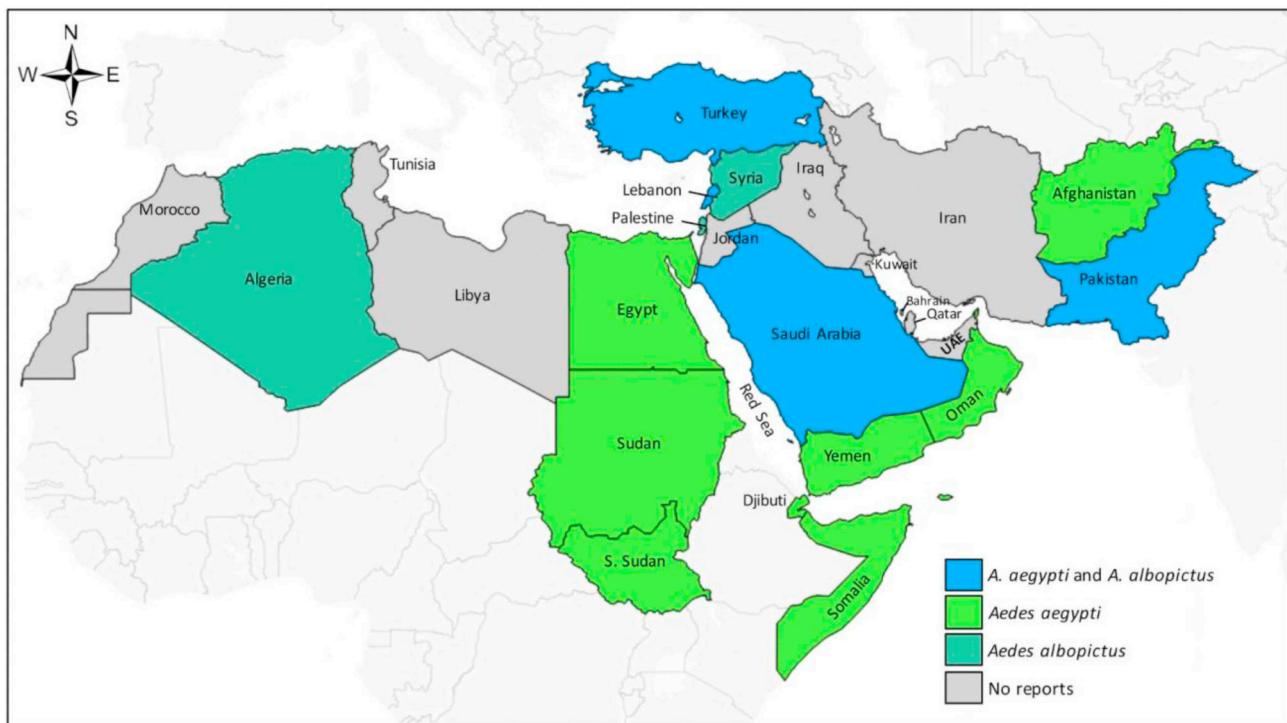 N
W E
S
Turkey
Tunisia
Syria
Iraq
Lebanon
Afghanistan
Morocco
Palestine
Iran
Jordan
Algeria
Kuwait
Pakistan
Libya
Egypt
Bahrain
Qatar
Saudi Arabia
UAE
Red Sea
Oman
Sudan
Yemen
Djibuti
S. Sudan
Somalia
A. aegypti and A. albopictus
Aedes aegypti
Aedes albopictus
No reports